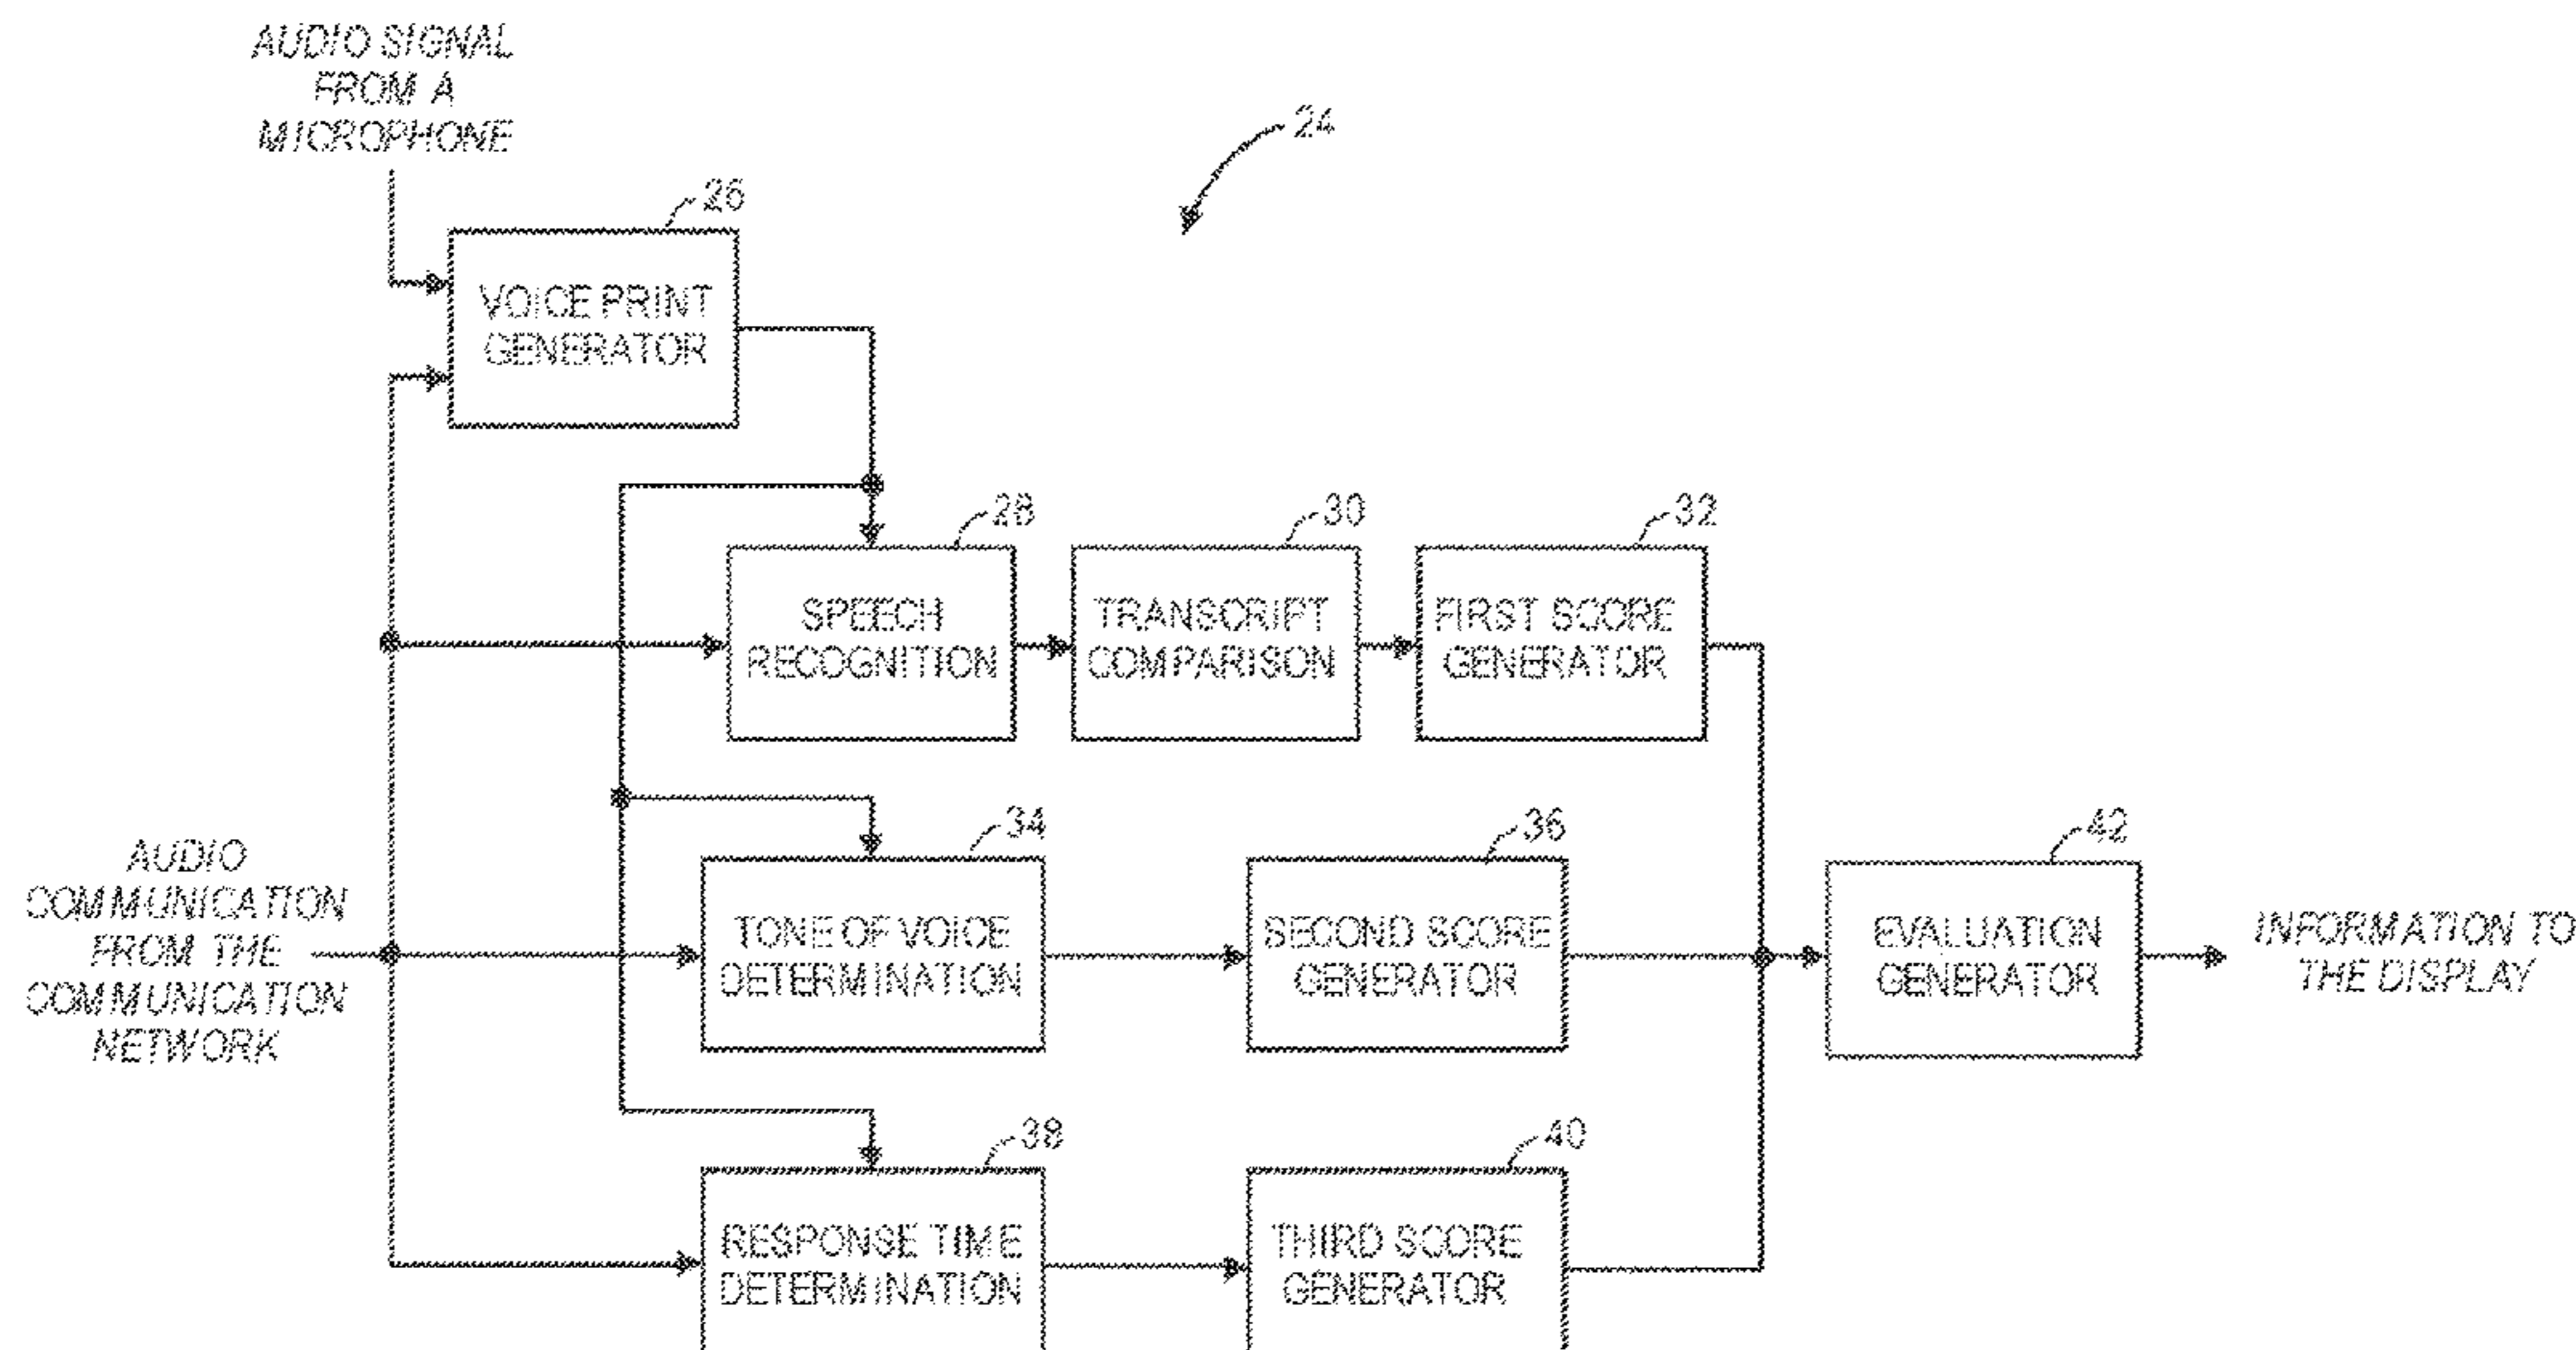 AUDIO SIGNAL
FROM A
MICROPHONE
24
26
VOICE PRINT
GENERATOR
28
30
32
SPEECH
RECOGNITION
TRANSCRIPT
COMPARISON
FIRST SCORE
GENERATOR
34
36
42
AUDIO
COMMUNICATION
FROM THE
COMMUNICATION
NETWORK
TONE OF VOICE
DETERMINATION
SECOND SCORE
GENERATOR
EVALUATION
GENERATOR
INFORMATION TO
THE DISPLAY
38
40
RESPONSE TIME
DETERMINATION
THIRD SCORE
GENERATOR